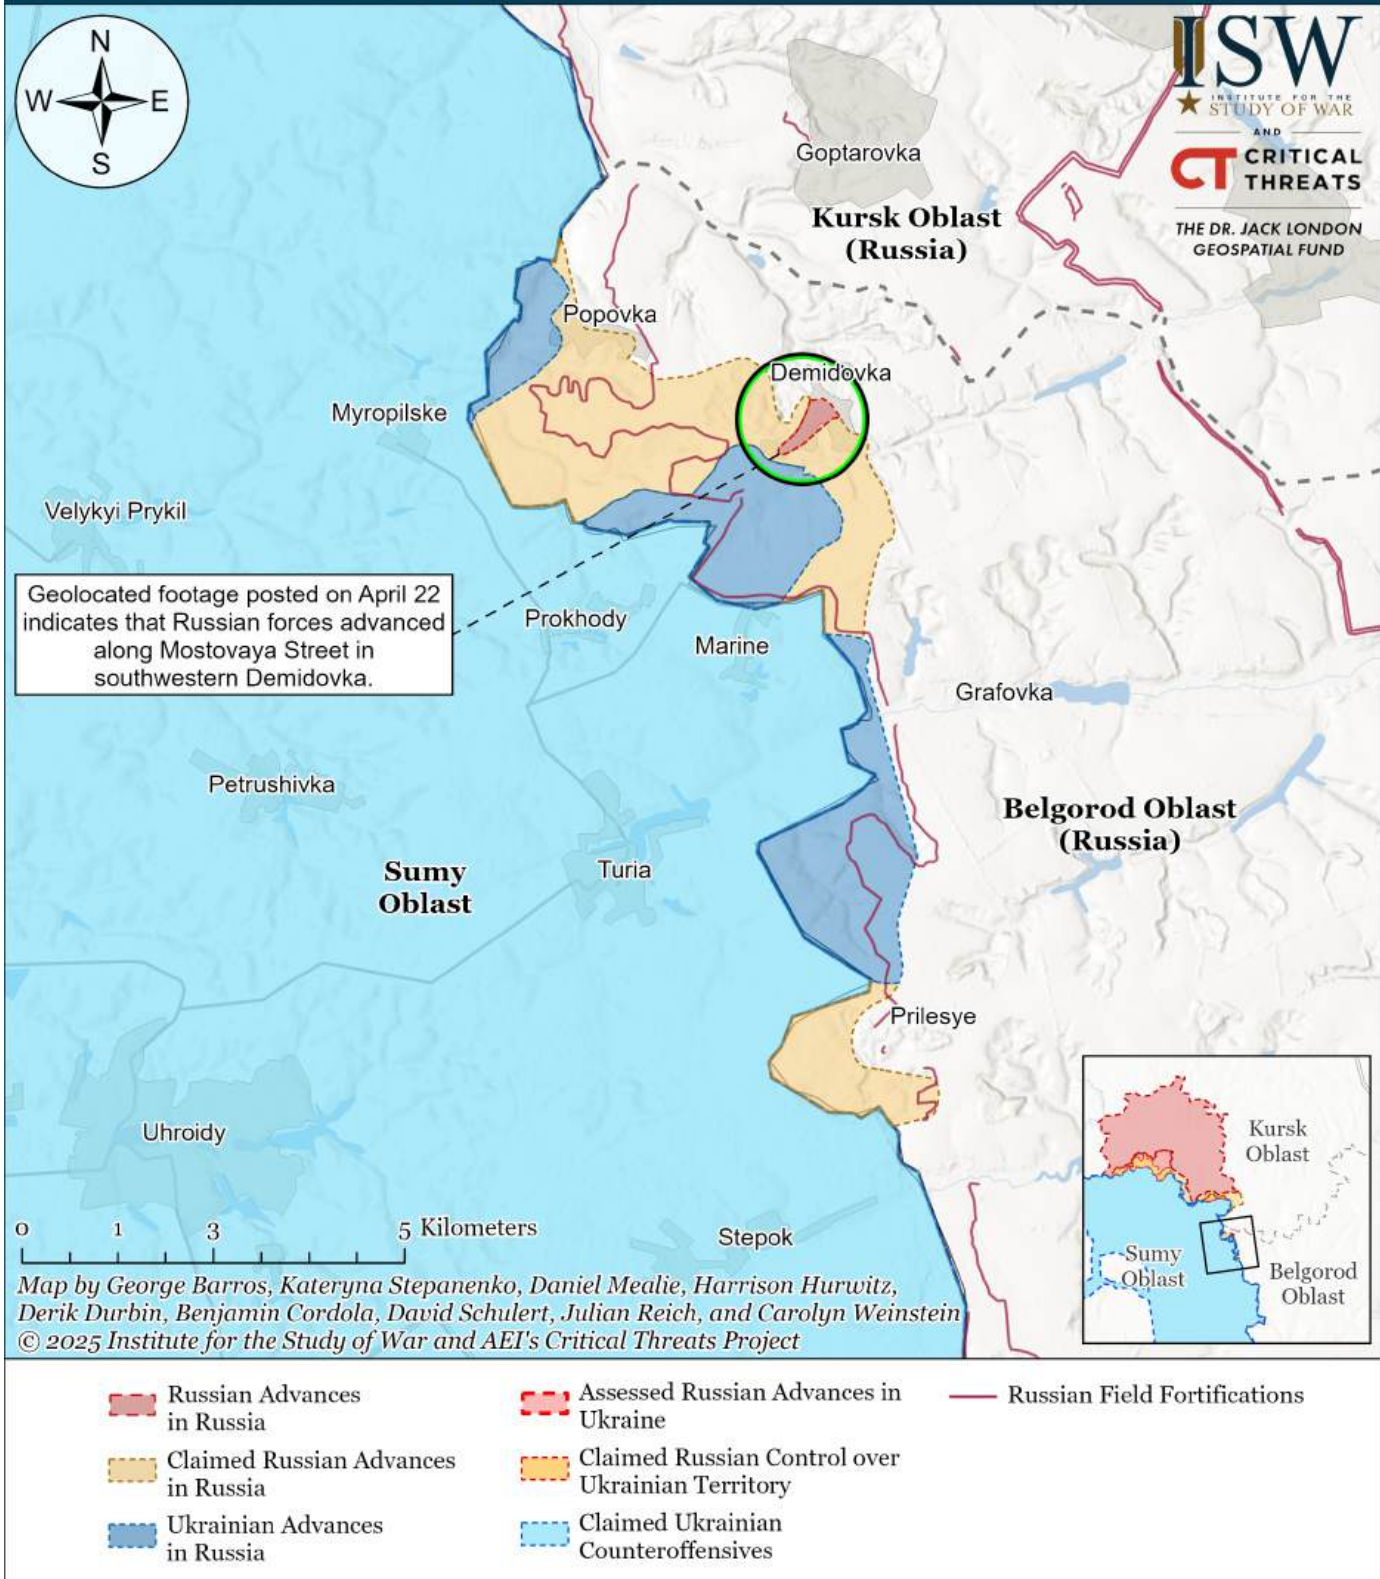 N
W
E
S
ISW
INSTITUTE FOR THE
STUDY OF WAR
AND
CT CRITICAL
THREATS
THE DR. JACK LONDON
GEOSPATIAL FUND
Goptarovka
Kursk Oblast
(Russia)
Popovka
Demidovka
Myropilske
Velykyi Prykil
Geolocated footage posted on April 22
indicates that Russian forces advanced
along Mostovaya Street in
southwestern Demidovka.
Prokhody
Marine
Grafovka
Petrushivka
Belgorod Oblast
(Russia)
Sumy
Oblast
Turia
Prilesye
Uhroidy
Stepok
Kursk
Oblast
Sumy
Oblast
Belgorod
Oblast
0 1 3 5 Kilometers
Map by George Barros, Kateryna Stepanenko, Daniel Mealie, Harrison Hurwitz,
Derik Durbin, Benjamin Cordola, David Schulert, Julian Reich, and Carolyn Weinstein
© 2025 Institute for the Study of War and AEI's Critical Threats Project
Russian Advances
in Russia
Claimed Russian Advances
in Russia
Ukrainian Advances
in Russia
Assessed Russian Advances in
Ukraine
Claimed Russian Control over
Ukrainian Territory
Claimed Ukrainian
Counteroffensives
Russian Field Fortifications